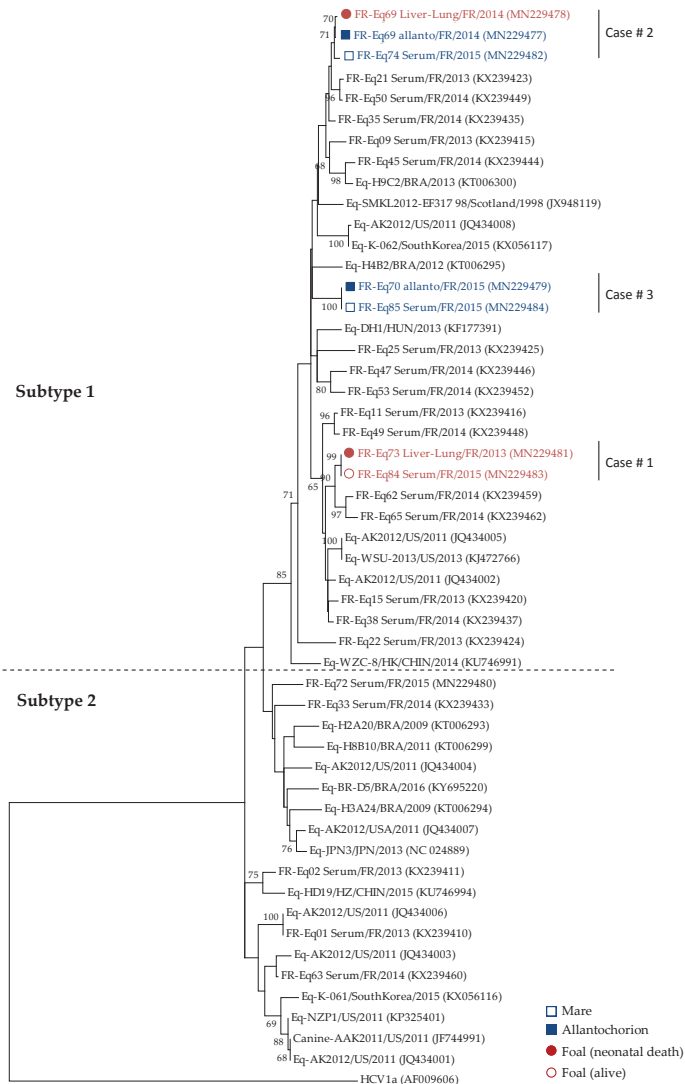 FR-Eq69 Liver-Lung/FR/2014 (MN229478)
70
71
FR-Eq69 allanto/FR/2014 (MN229477)
Case # 2
FR-Eq74 Serum/FR/2015 (MN229482)
FR-Eq21 Serum/FR/2013 (KX239423)
96
FR-Eq50 Serum/FR/2014 (KX239449)
FR-Eq35 Serum/FR/2014 (KX239435)
FR-Eq09 Serum/FR/2013 (KX239415)
68
FR-Eq45 Serum/FR/2014 (KX239444)
98
Eq-H9C2/BRA/2013 (KT006300)
Eq-SMKL2012-EF317 98/Scotland/1998 (JX948119)
Eq-AK2012/US/2011 (JQ434008)
100
Eq-K-062/SouthKorea/2015 (KX056117)
Eq-H4B2/BRA/2012 (KT006295)
FR-Eq70 allanto/FR/2015 (MN229479)
Case # 3
100
FR-Eq85 Serum/FR/2015 (MN229484)
Eq-DH1/HUN/2013 (KF177391)
FR-Eq25 Serum/FR/2013 (KX239425)
FR-Eq47 Serum/FR/2014 (KX239446)
80
FR-Eq53 Serum/FR/2014 (KX239452)
Subtype 1
FR-Eq11 Serum/FR/2013 (KX239416)
96
FR-Eq49 Serum/FR/2014 (KX239448)
FR-Eq73 Liver-Lung/FR/2013 (MN229481)
99
Case # 1
90
FR-Eq84 Serum/FR/2015 (MN229483)
65
FR-Eq62 Serum/FR/2014 (KX239459)
71
97
FR-Eq65 Serum/FR/2014 (KX239462)
Eq-AK2012/US/2011 (JQ434005)
100
Eq-WSU-2013/US/2013 (KJ472766)
85
Eq-AK2012/US/2011 (JQ434002)
FR-Eq15 Serum/FR/2013 (KX239420)
FR-Eq38 Serum/FR/2014 (KX239437)
FR-Eq22 Serum/FR/2013 (KX239424)
Eq-WZC-8/HK/CHIN/2014 (KU746991)
FR-Eq72 Serum/FR/2015 (MN229480)
Subtype 2
FR-Eq33 Serum/FR/2014 (KX239433)
Eq-H2A20/BRA/2009 (KT006293)
Eq-H8B10/BRA/2011 (KT006299)
Eq-AK2012/US/2011 (JQ434004)
Eq-BR-D5/BRA/2016 (KY695220)
Eq-H3A24/BRA/2009 (KT006294)
Eq-AK2012/USA/2011 (JQ434007)
76
Eq-JPN3/JPN/2013 (NC 024889)
FR-Eq02 Serum/FR/2013 (KX239411)
75
Eq-HD19/HZ/CHIN/2015 (KU746994)
Eq-AK2012/US/2011 (JQ434006)
100
FR-Eq01 Serum/FR/2013 (KX239410)
Eq-AK2012/US/2011 (JQ434003)
FR-Eq63 Serum/FR/2014 (KX239460)
Eq-K-061/SouthKorea/2015 (KX056116)
Eq-NZP1/US/2011 (KP325401)
69
Canine-AAK2011/US/2011 (JF744991)
88
Eq-AK2012/US/2011 (JQ434001)
68
HCV1a (AF009606)
Mare
Allantochorion
Foal (neonatal death)
Foal (alive)